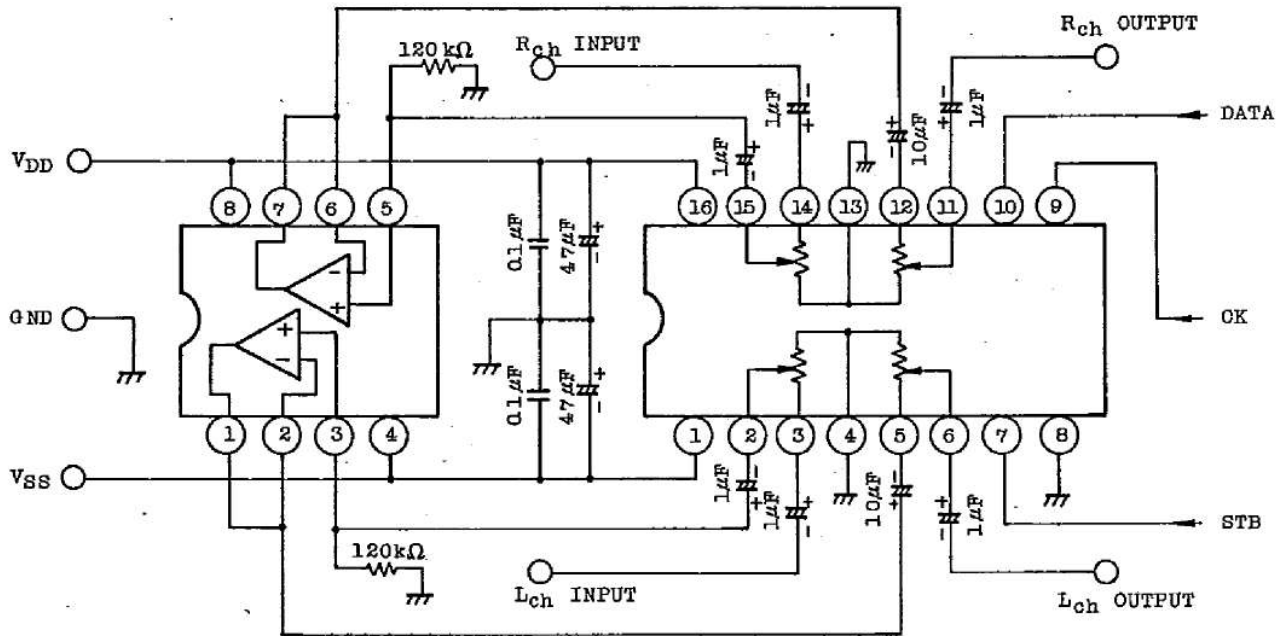 120kΩ
Rch INPUT
Rch OUTPUT
1μF
- +
- +
1μF
+ -
10μF
DATA
VDD
1μF
+ -
8
7
6
5
16
15
14
13
12
11
10
9
0.1μF
47μF
+ -
- +
GND
CK
- +
0.1μF
47μF
+ -
1
2
3
4
1
2
3
4
5
6
7
8
VSS
1μF
- +
1μF
+ -
10μF
- +
+ -
1μF
STB
120kΩ
Lch INPUT
Lch OUTPUT